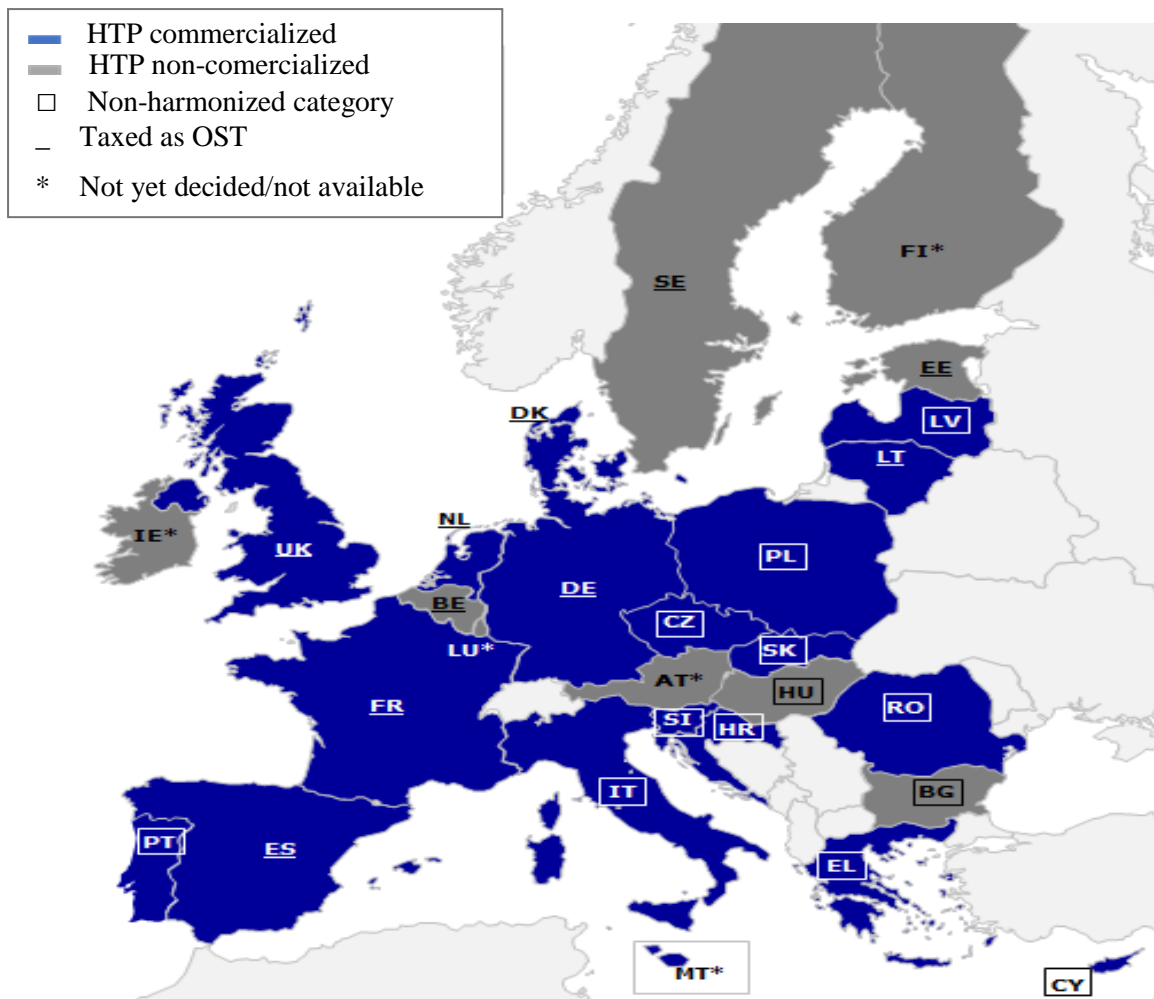 HTP commercialized
HTP non-comercialized
□ Non-harmonized category
_ Taxed as OST
* Not yet decided/not available
FI*
SE
EE
DK
LV
LT
NL
IE*
UK
PL
DE
BE
CZ
LU*
SK
AT*
HU
FR
RO
SI
HR
IT
BG
PT
ES
EL
MT*
CY